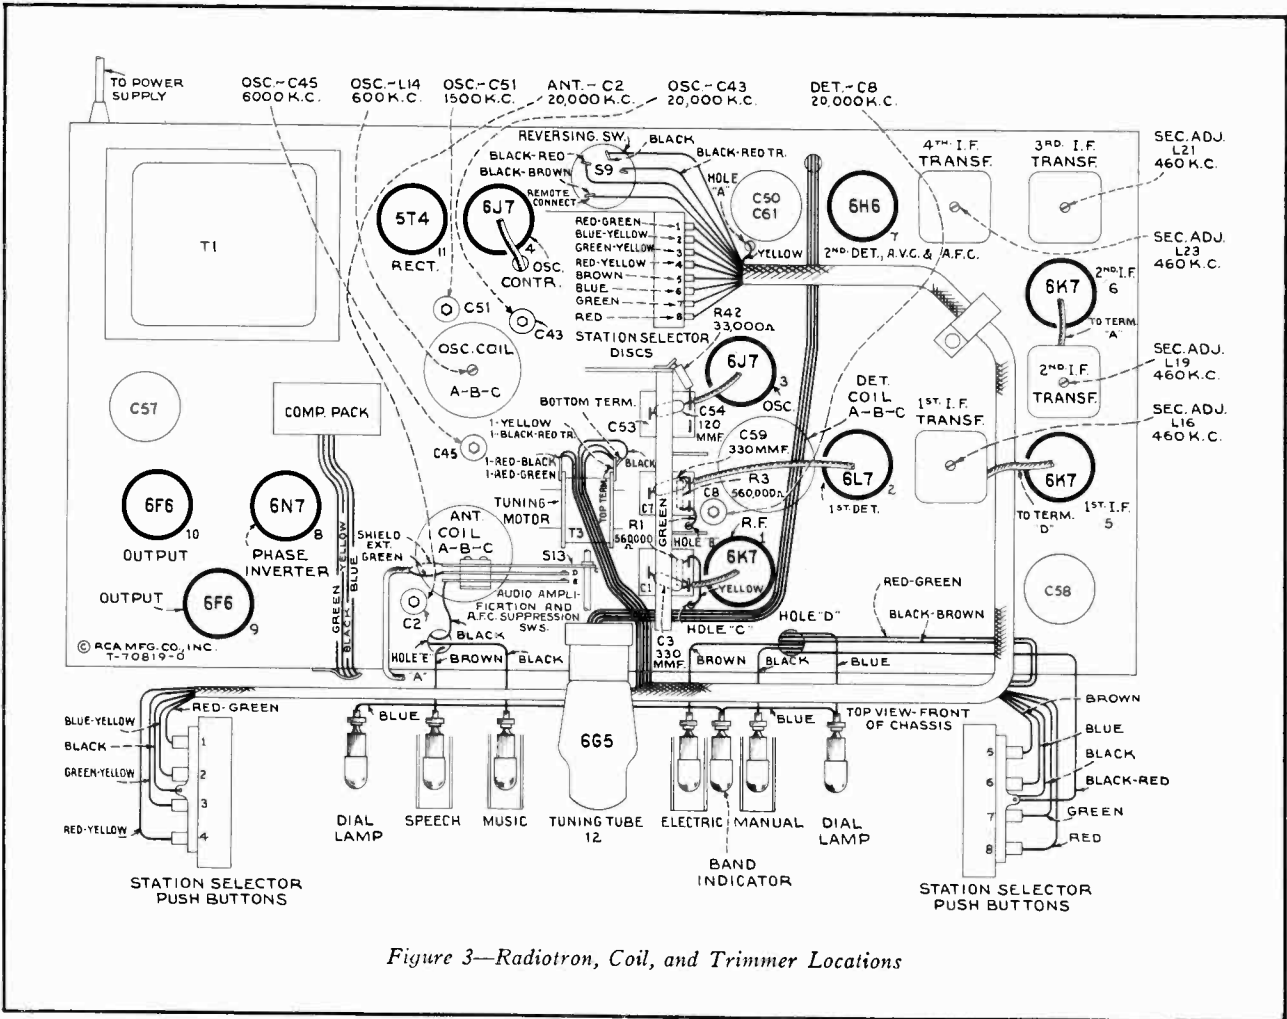 TO POWER
SUPPLY
OSC.-C45
6000 K.C.
OSC.-L14
600 K.C.
OSC.-C51
1500 K.C.
ANT.-C2
20,000 K.C.
OSC.-C43
20,000 K.C.
DET.-C8
20,000 K.C.
REVERSING. SW.
BLACK
BLACK-RED
BLACK-BROWN
BLACK-RED TR.
S9
REMOTE
CONNECT.
HOLE
"A"
C50
C61
YELLOW
6H6
7
2ND. DET., A.V.C. & A.F.C.
4TH. I.F.
TRANSF.
3RD. I.F.
TRANSF.
SEC. ADJ.
L21
460 K.C.
SEC. ADJ.
L23
460 K.C.
SEC. ADJ.
L19
460 K.C.
SEC. ADJ.
L16
460 K.C.
T1
5T4
11
RECT.
6J7
4
OSC.
CONTR.
RED-GREEN
BLUE-YELLOW
GREEN-YELLOW
RED-YELLOW
BROWN
BLUE
GREEN
RED
1
2
3
4
5
6
7
8
STATION SELECTOR
DISCS
R42
33,000Ω
C51
C43
OSC. COIL
A-B-C
6K7
2ND. I.F.
6
TO TERM.
"A"
2ND I.F.
TRANSF.
C57
COMP. PACK
6J7
3
OSC.
DET.
COIL
A-B-C
1ST. I.F.
TRANSF.
BOTTOM TERM.
C53
C54
120
MMF.
1-YELLOW
1-BLACK-RED TR.
1-RED-BLACK
1-RED-GREEN
BLACK
C45
C59
330 MMF.
R3
560,000Ω
C7
C8
6L7
2
1ST. DET.
6K7
1ST. I.F.
5
TO TERM.
"D"
TUNING
MOTOR
TOP TERM.
T3
R1
560000
Ω
GREEN
HOLE "B"
R.F.
1
6K7
YELLOW
C1
6F6
10
OUTPUT
6N7
8
PHASE
INVERTER
OUTPUT
6F6
9
GREEN
BLACK-YELLOW
BLUE
ANT.
COIL
A-B-C
SHIELD
EXT.
GREEN
S13
AUDIO AMPLI-
FICATION AND
A.F.C. SUPPRESSION
SWS.
C2
BLACK
HOLE "E"
BROWN
BLACK
"A"
HOLE "C"
C3
330
MMF.
BROWN
BLACK
HOLE "D"
BLUE
RED-GREEN
BLACK-BROWN
C58
© RCA MFG. CO., INC.
T-70819-0
RED-GREEN
BLUE-YELLOW
BLACK
GREEN-YELLOW
RED-YELLOW
1
2
3
4
BLUE
6G5
BLUE
TOP VIEW-FRONT
OF CHASSIS
BROWN
BLUE
BLACK
BLACK-RED
GREEN
RED
5
6
7
8
DIAL
LAMP
SPEECH
MUSIC
TUNING TUBE
12
ELECTRIC
MANUAL
DIAL
LAMP
BAND
INDICATOR
STATION SELECTOR
PUSH BUTTONS
STATION SELECTOR
PUSH BUTTONS
Figure 3—Radiotron, Coil, and Trimmer Locations